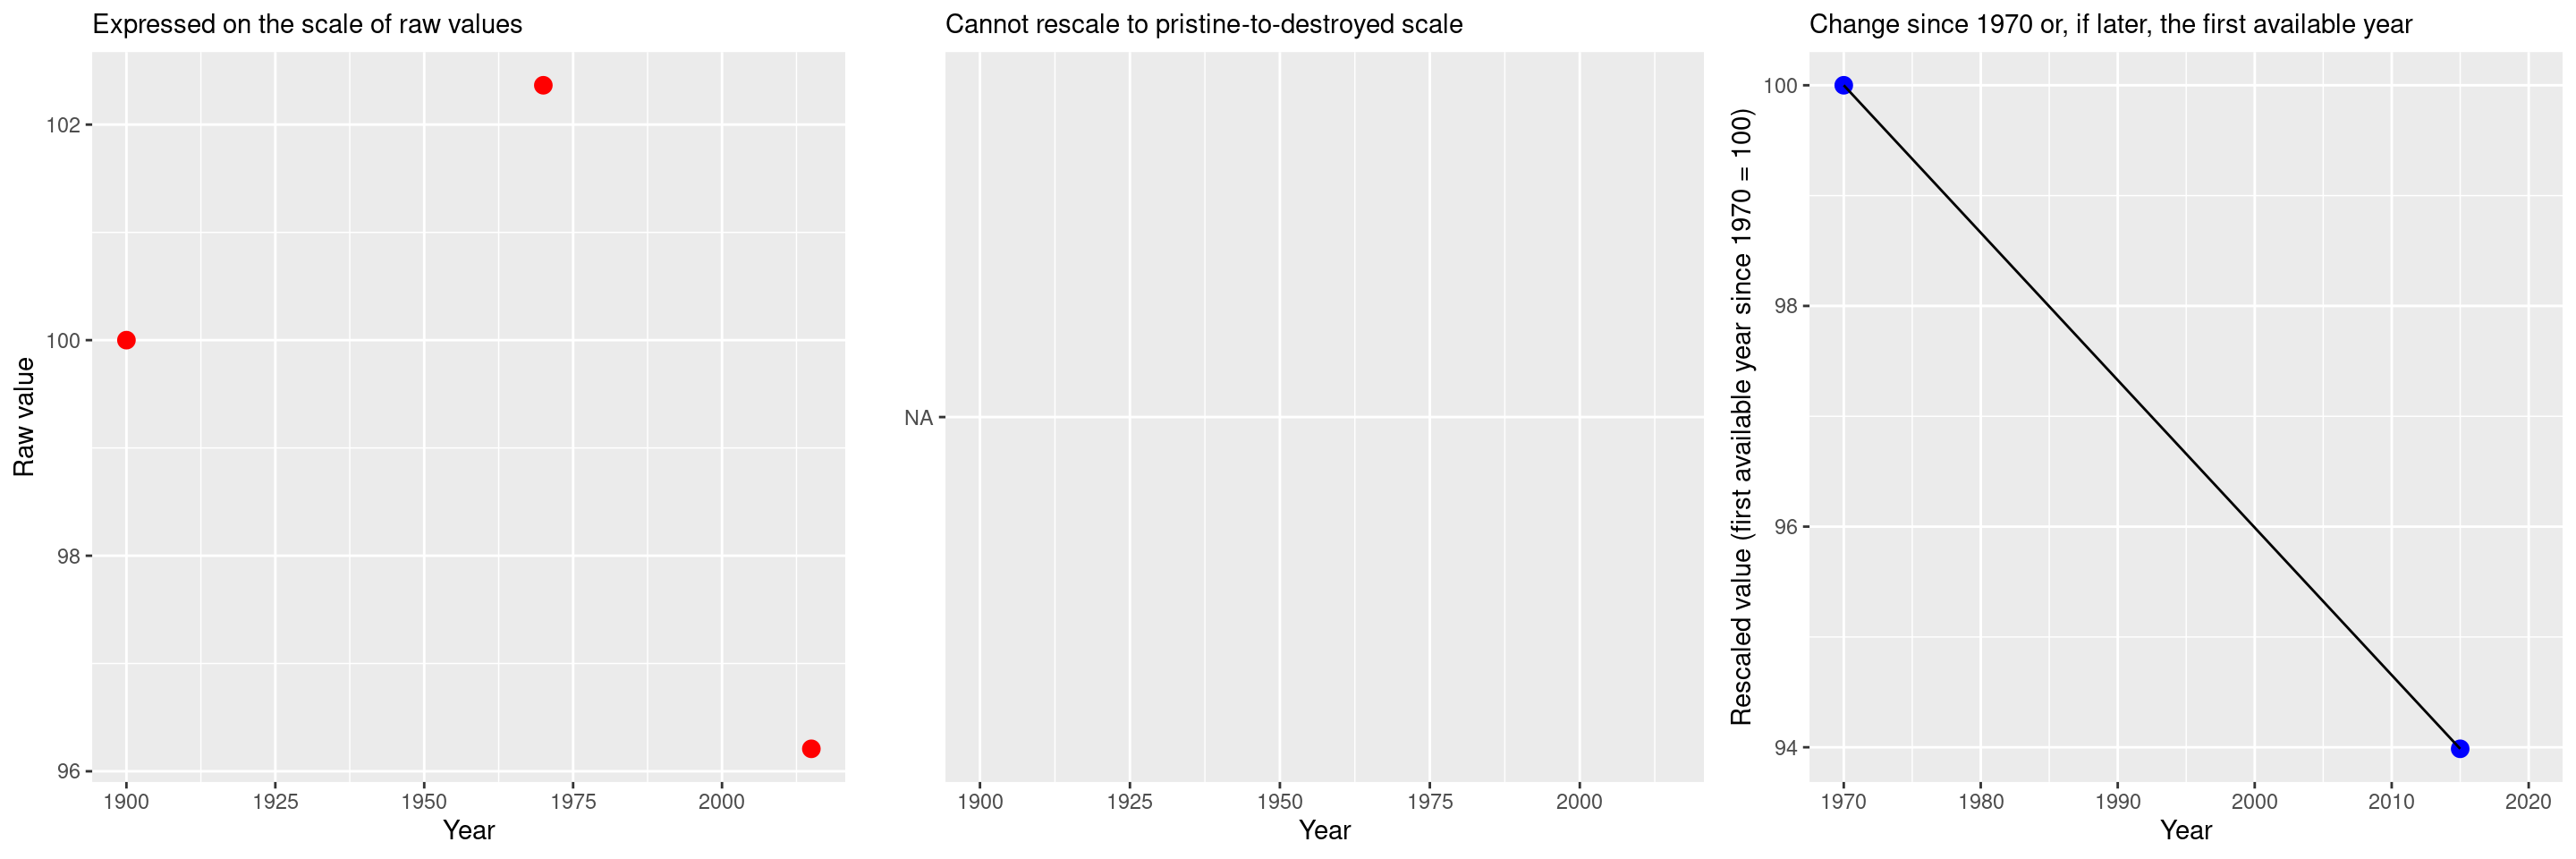 Expressed on the scale of raw values
Raw value
102
100
98
96
1900 1925 1950 1975 2000
Year
Cannot rescale to pristine-to-destroyed scale
NA
1900 1925 1950 1975 2000
Year
Change since 1970 or, if later, the first available year
Rescaled value (first available year since 1970 = 100)
100
98
96
94
1970 1980 1990 2000 2010 2020
Year